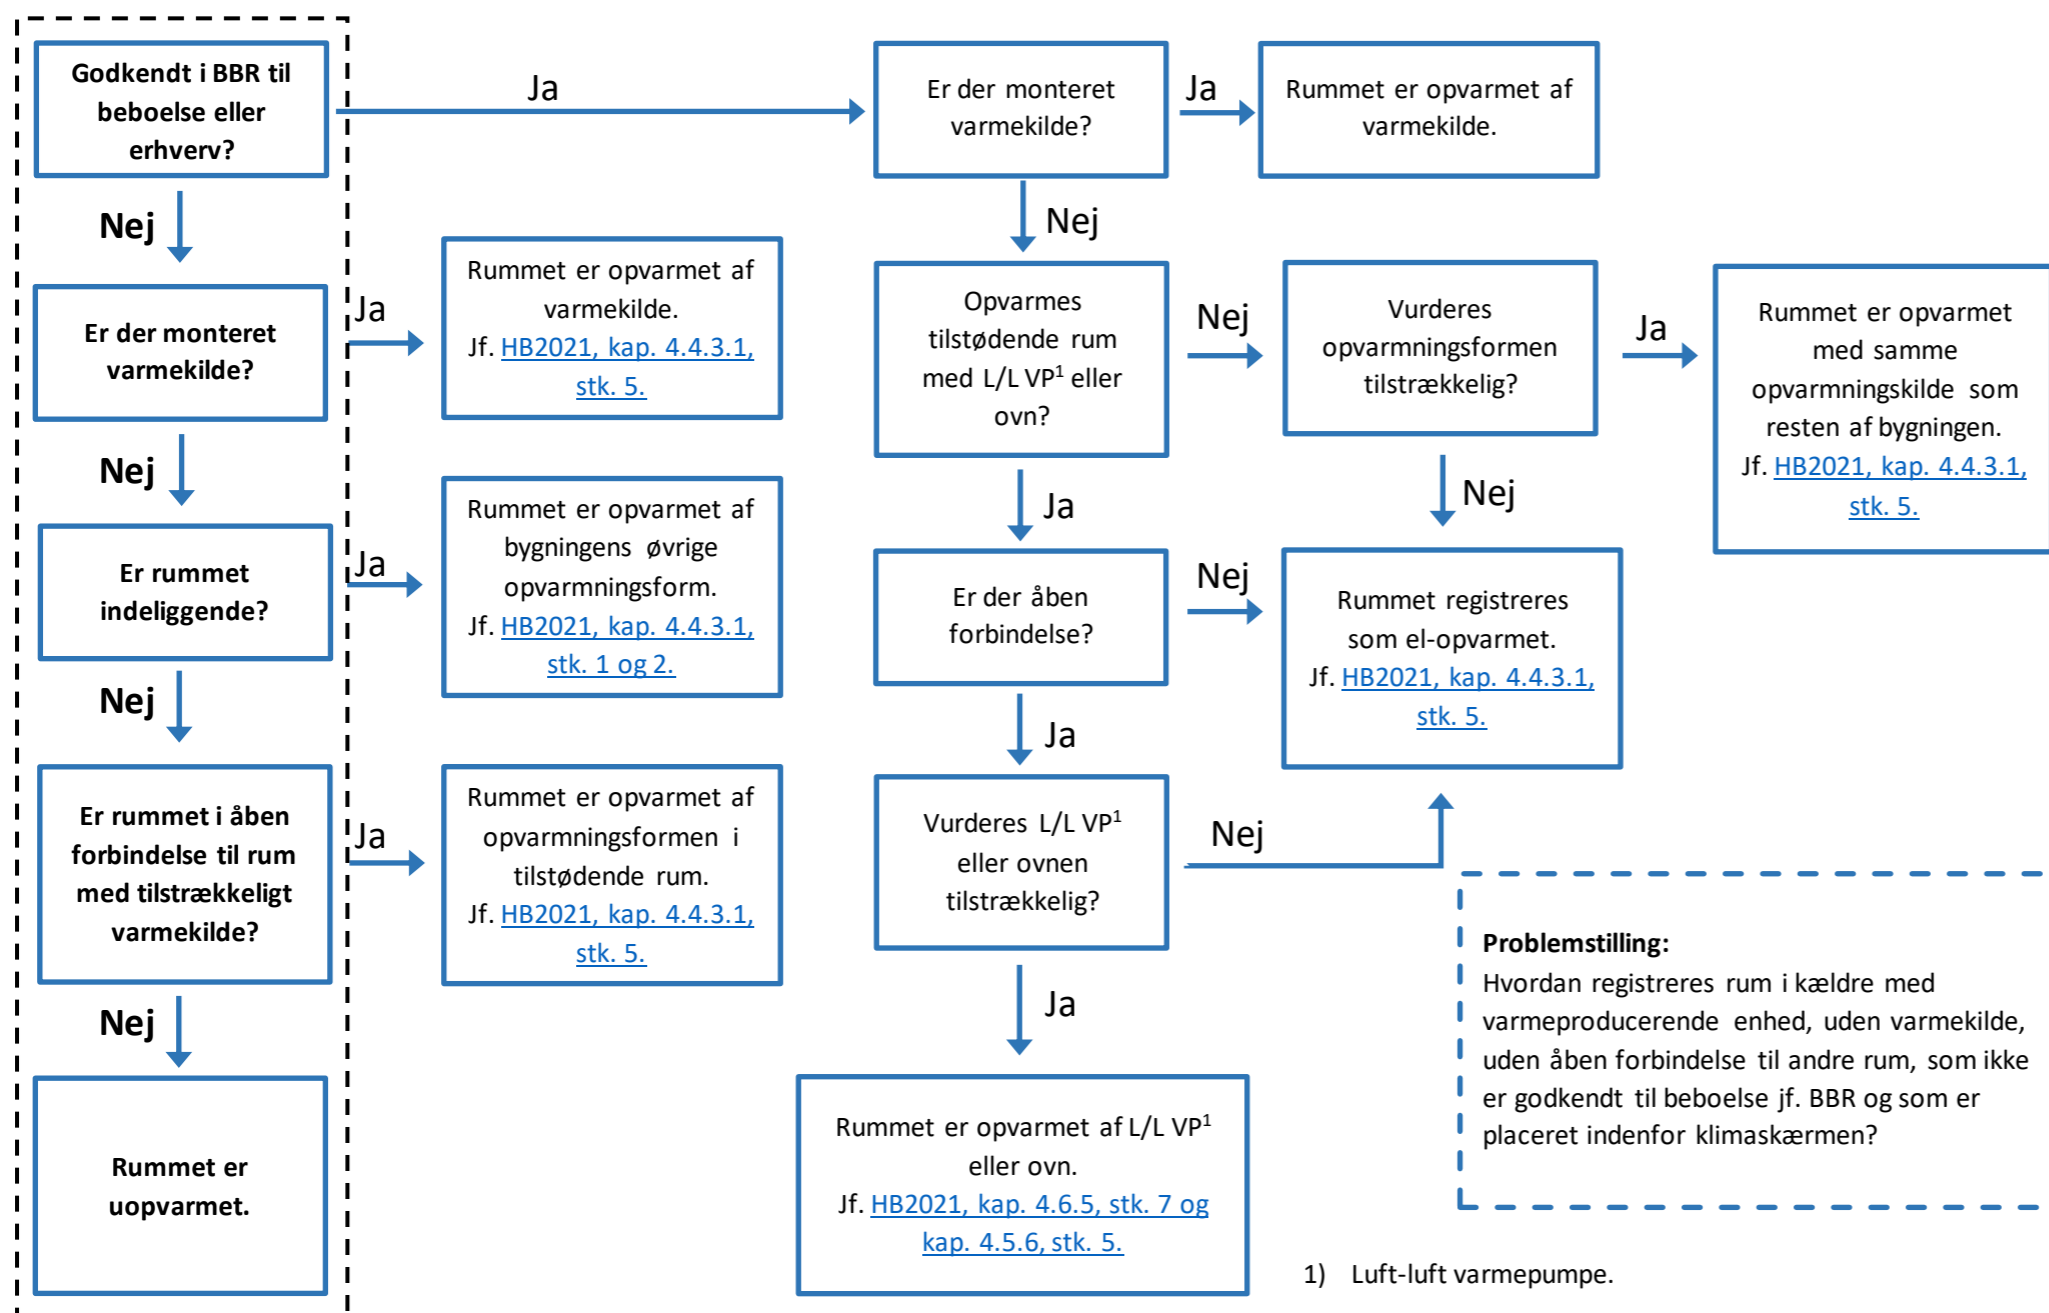 Godkendt i BBR til
beboelse eller
erhverv?
Ja
Er der monteret
varmekilde?
Ja
Rummet er opvarmet af
varmekilde.
Nej
Nej
Er der monteret
varmekilde?
Ja
Rummet er opvarmet af
varmekilde.
Jf. HB2021, kap. 4.4.3.1,
stk. 5.
Opvarmes
tilstødende rum
med L/L VP¹ eller
ovn?
Nej
Vurderes
opvarmningsformen
tilstrækkelig?
Ja
Rummet er opvarmet
med samme
opvarmningskilde som
resten af bygningen.
Jf. HB2021, kap. 4.4.3.1,
stk. 5.
Nej
Ja
Nej
Er rummet
indeliggende?
Ja
Rummet er opvarmet af
bygningens øvrige
opvarmningsform.
Jf. HB2021, kap. 4.4.3.1,
stk. 1 og 2.
Er der åben
forbindelse?
Nej
Rummet registreres
som el-opvarmet.
Jf. HB2021, kap. 4.4.3.1,
stk. 5.
Nej
Ja
Er rummet i åben
forbindelse til rum
med tilstrækkeligt
varmekilde?
Ja
Rummet er opvarmet af
opvarmningsformen i
tilstødende rum.
Jf. HB2021, kap. 4.4.3.1,
stk. 5.
Vurderes L/L VP¹
eller ovnen
tilstrækkelig?
Nej
Nej
Ja
Rummet er
uopvarmet.
Rummet er opvarmet af L/L VP¹
eller ovn.
Jf. HB2021, kap. 4.6.5, stk. 7 og
kap. 4.5.6, stk. 5.
Problemstilling:
Hvordan registreres rum i kældre med
varmeproducerende enhed, uden varmekilde,
uden åben forbindelse til andre rum, som ikke
er godkendt til beboelse jf. BBR og som er
placeret indenfor klimaskærmen?
1) Luft-luft varmepumpe.